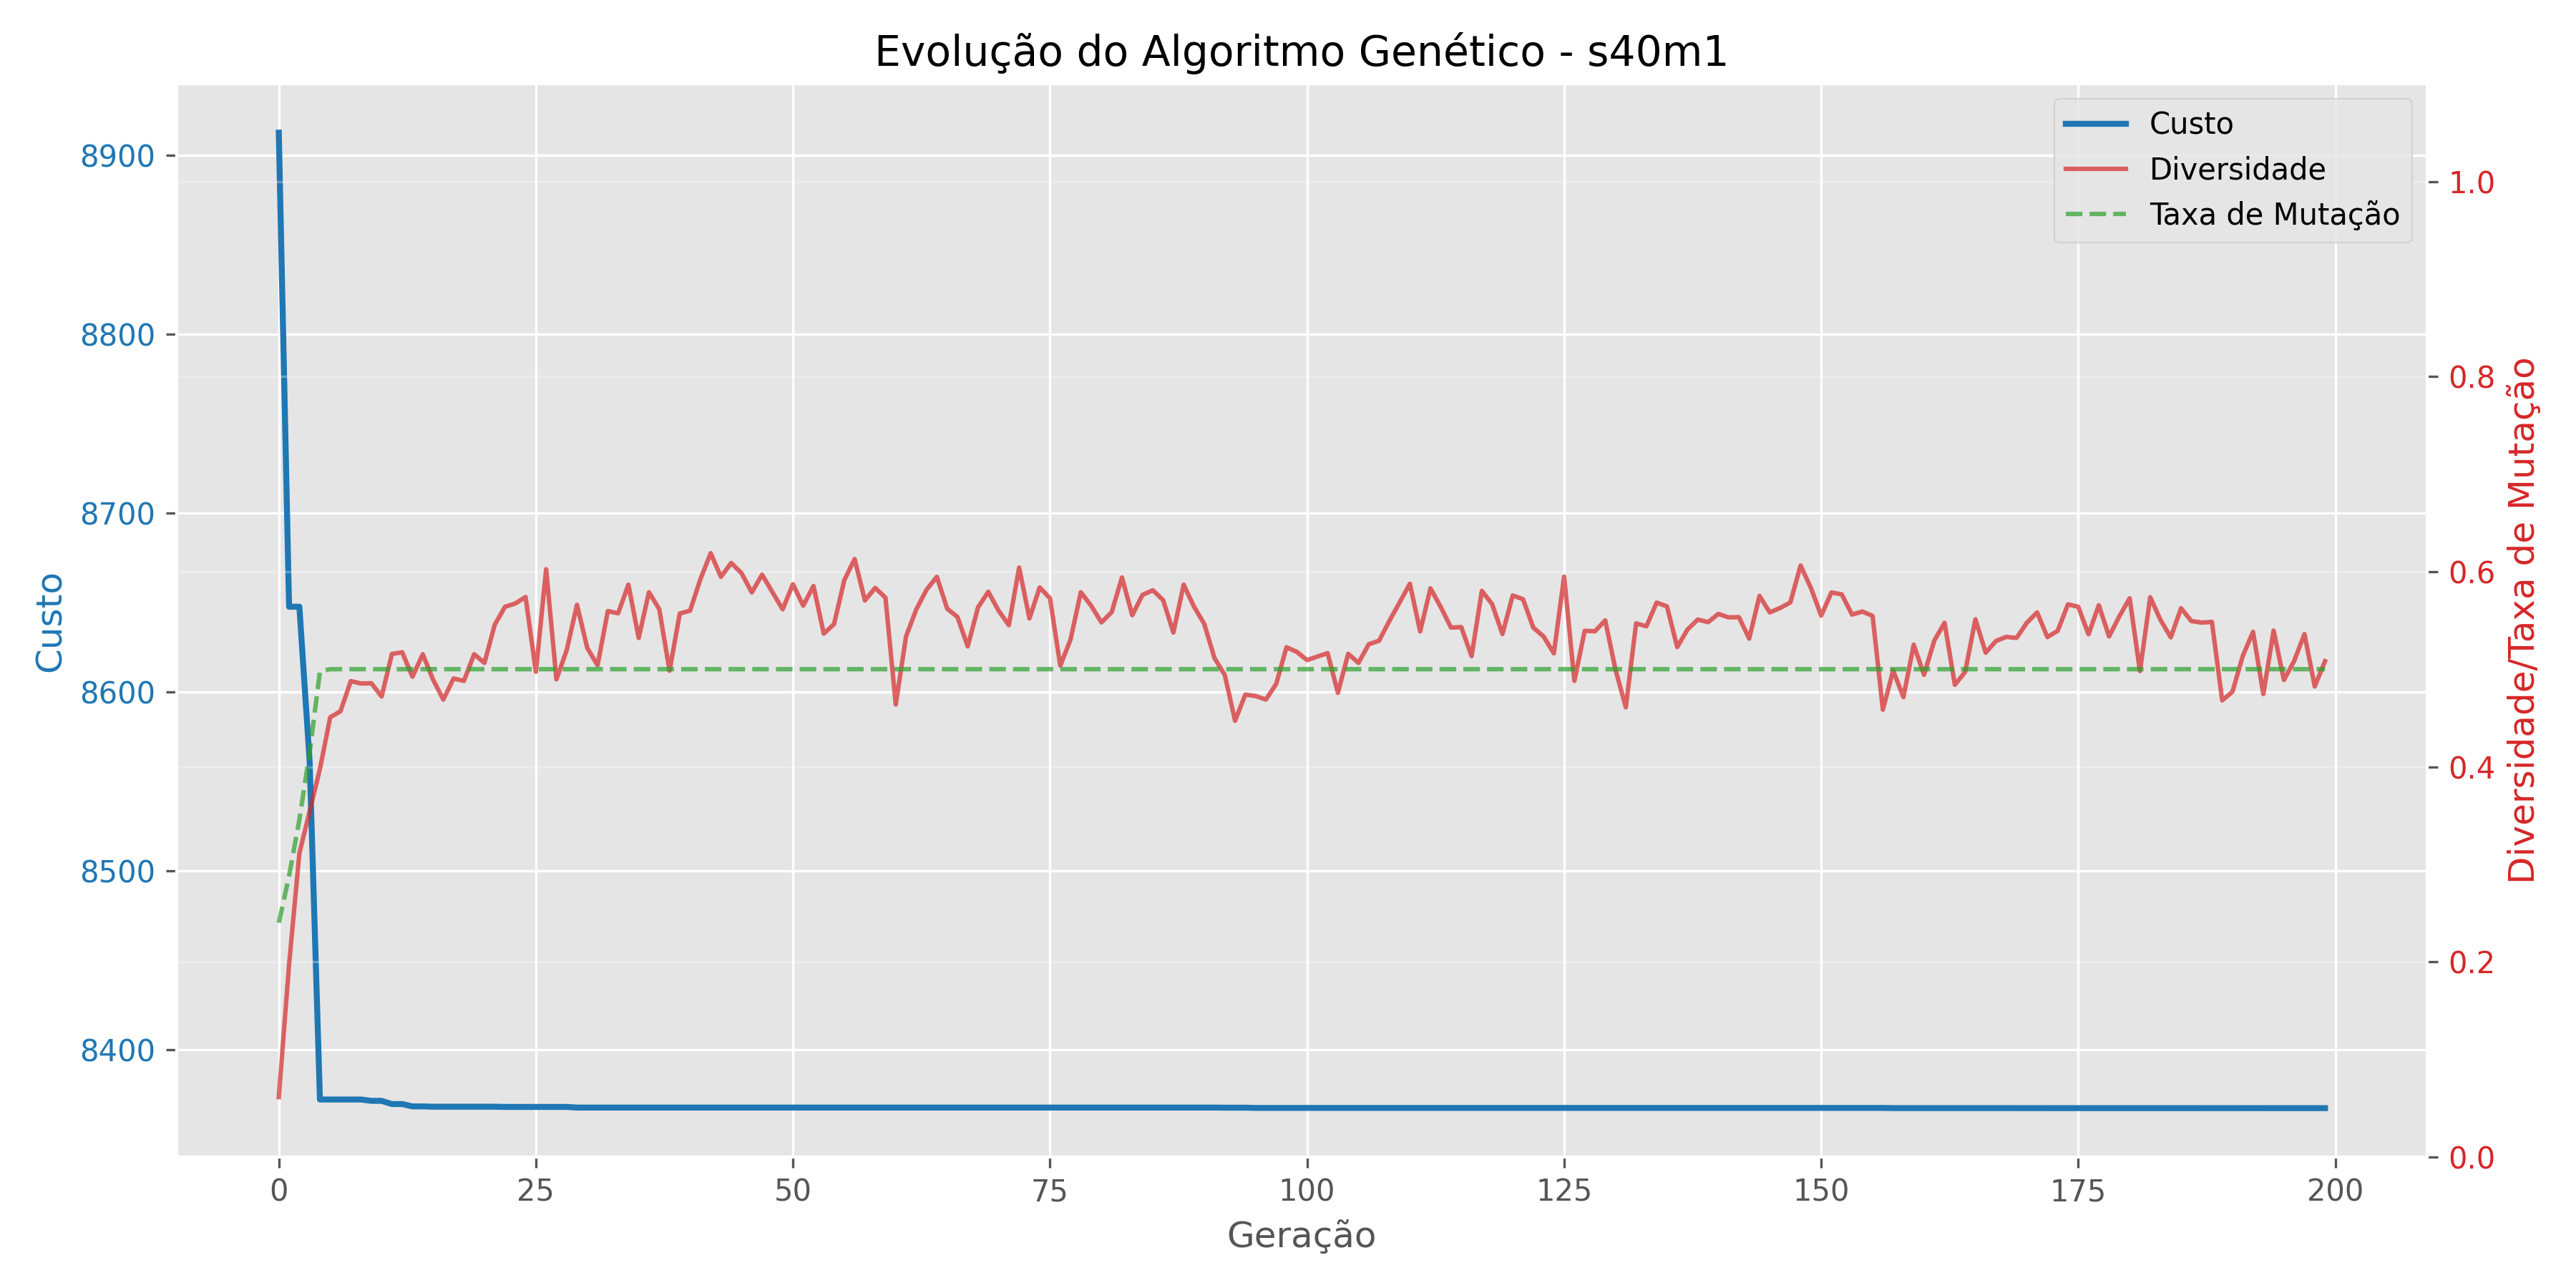 Evolução do Algoritmo Genético - s40m1
Custo
Diversidade
Taxa de Mutação
8900
8800
8700
8600
8500
8400
Custo
1.0
0.8
0.6
0.4
0.2
0.0
Diversidade/Taxa de Mutação
0 25 50 75 100 125 150 175 200
Geração